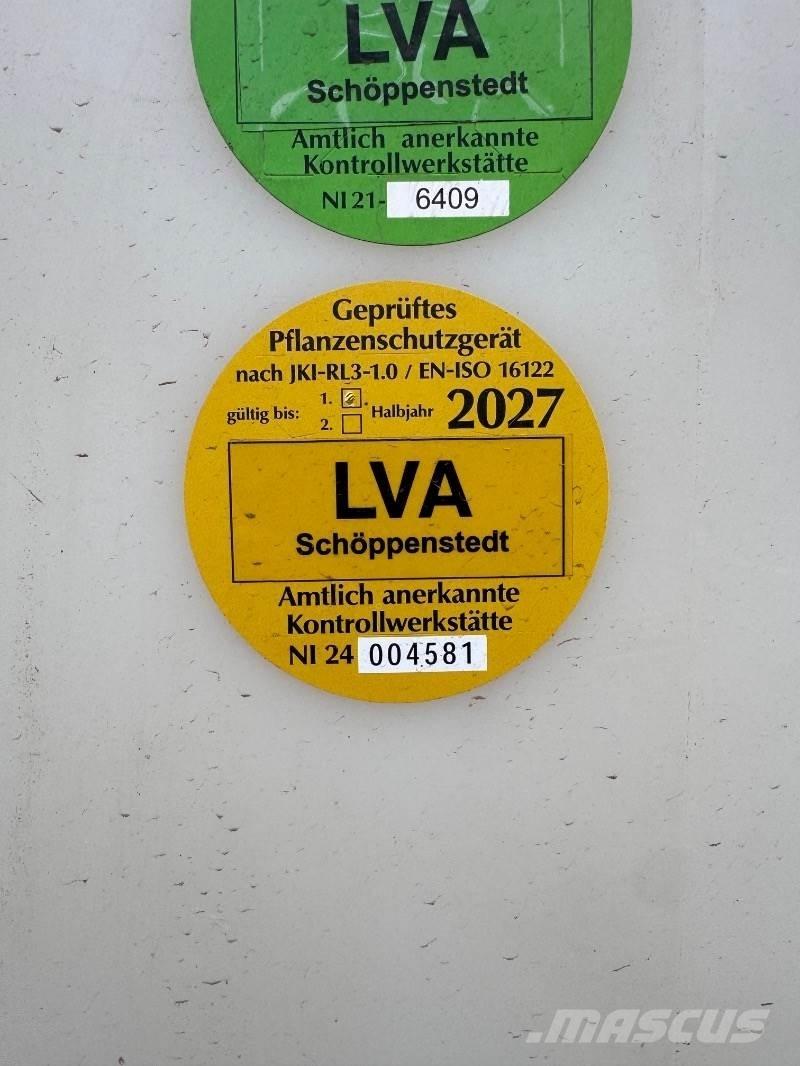 LVA
Schöppenstedt
Amtlich anerkannte
Kontrollwerkstätte
NI 21- 6409
Geprüftes
Pflanzenschutzgerät
nach JKI-RL3-1.0 / EN-ISO 16122
gültig bis: 1. Halbjahr 2027
2.
LVA
Schöppenstedt
Amtlich anerkannte
Kontrollwerkstätte
NI 24 004581
MASCUS